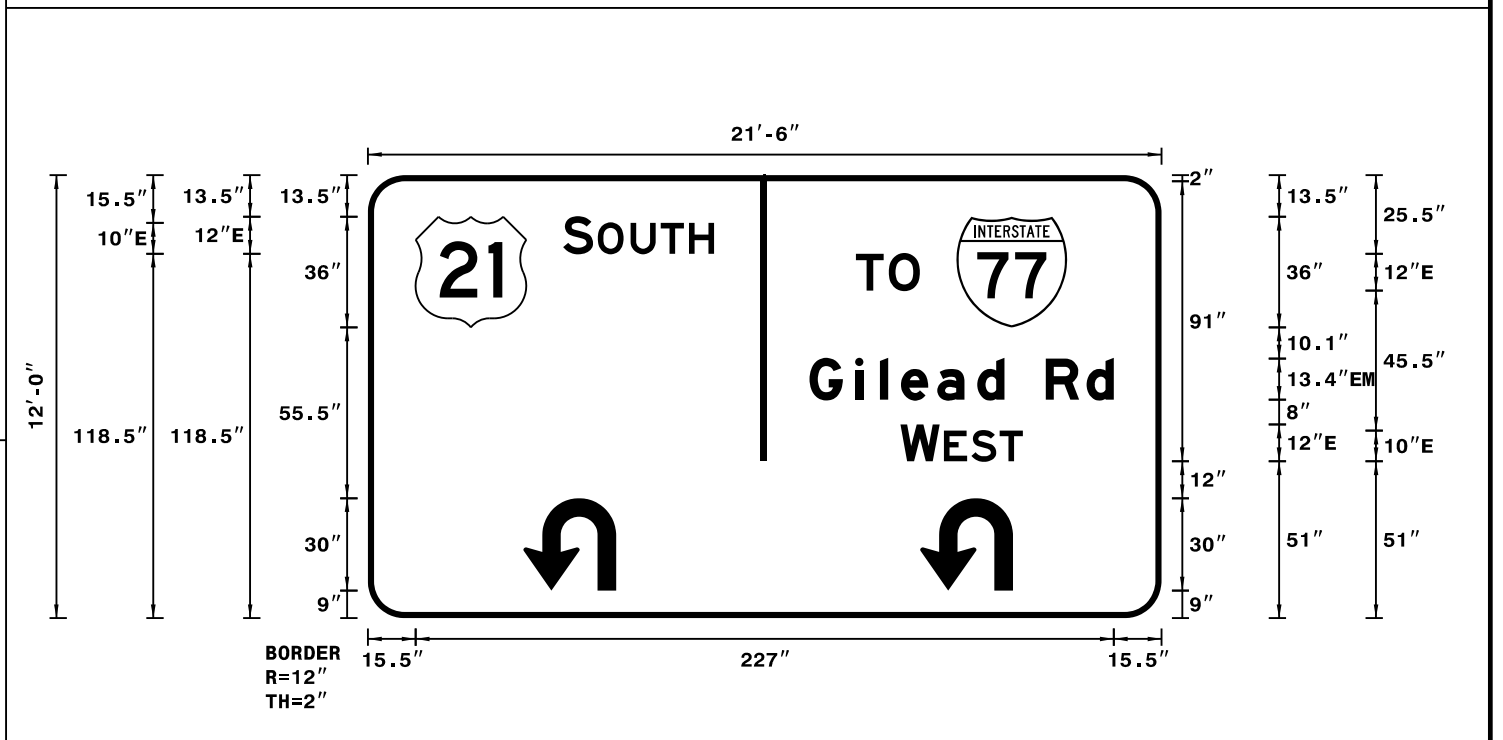 21'-6"
15.5" 13.5" 13.5" 2" 13.5" 25.5"
10"E 12"E 36" 21 SOUTH TO INTERSTATE 77 36" 12"E
91"
12'-0" 118.5" 118.5" 55.5" Gilead Rd 10.1" 45.5"
13.4"EM
8"
WEST 12"E 10"E
12"
30" 30" 51" 51"
9" 9"
BORDER 15.5" 227" 15.5"
R=12"
TH=2"